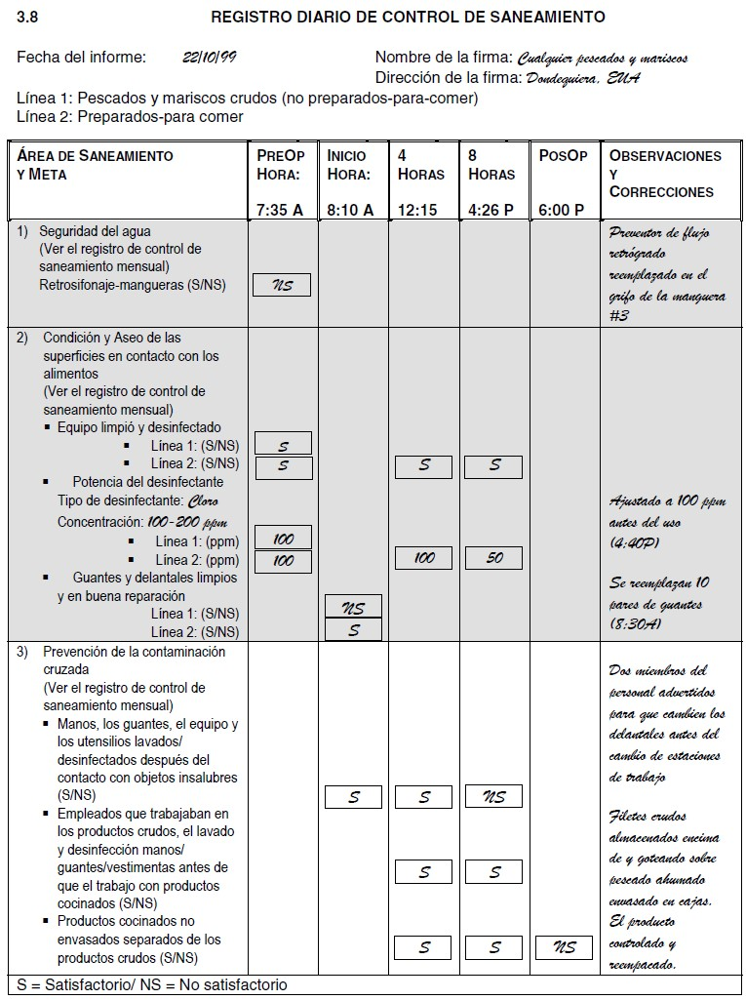 3.8 REGISTRO DIARIO DE CONTROL DE SANEAMIENTO
Fecha del informe: 22/10/99 Nombre de la firma: Cualquier pescados y mariscos
Dirección de la firma: Dondequiera, EUA
Línea 1: Pescados y mariscos crudos (no preparados-para-comer)
Línea 2: Preparados-para comer
ÁREA DE SANEAMIENTO
Y META
PREOP
HORA:
7:35 A
INICIO
HORA:
8:10 A
4
HORAS
12:15
8
HORAS
4:26 P
POSOP
6:00 P
OBSERVACIONES
Y
CORRECCIONES
1) Seguridad del agua
(Ver el registro de control de
saneamiento mensual)
Retrosifonaje-mangueras (S/NS) NS
Preventor de flujo
retrógrado
reemplazado en el
grifo de la manguera
#3
2) Condición y Aseo de las
superficies en contacto con los
alimentos
(Ver el registro de control de
saneamiento mensual)
▪ Equipo limpió y desinfectado
▪ Línea 1: (S/NS) S
▪ Línea 2: (S/NS) S S S
▪ Potencia del desinfectante
Tipo de desinfectante: Cloro
Concentración: 100-200 ppm
▪ Línea 1: (ppm) 100
▪ Línea 2: (ppm) 100 100 50
▪ Guantes y delantales limpios
y en buena reparación
Línea 1: (S/NS) NS
Línea 2: (S/NS) S
Ajustado a 100 ppm
antes del uso
(4:40P)
Se reemplazan 10
pares de guantes
(8:30A)
3) Prevención de la contaminación
cruzada
(Ver el registro de control de
saneamiento mensual)
▪ Manos, los guantes, el equipo y
los utensilios lavados/
desinfectados después del
contacto con objetos insalubres
(S/NS) S S NS
▪ Empleados que trabajaban en
los productos crudos, el lavado
y desinfección manos/
guantes/vestimentas antes de
que el trabajo con productos
cocinados (S/NS) S S
▪ Productos cocinados no
envasados separados de los
productos crudos (S/NS) S S NS
Dos miembros del
personal advertidos
para que cambien los
delantales antes del
cambio de estaciones
de trabajo
Filetes crudos
almacenados encima
de y goteando sobre
pescado ahumado
envasado en cajas.
El producto
controlado y
reempacado.
S = Satisfactorio/ NS = No satisfactorio